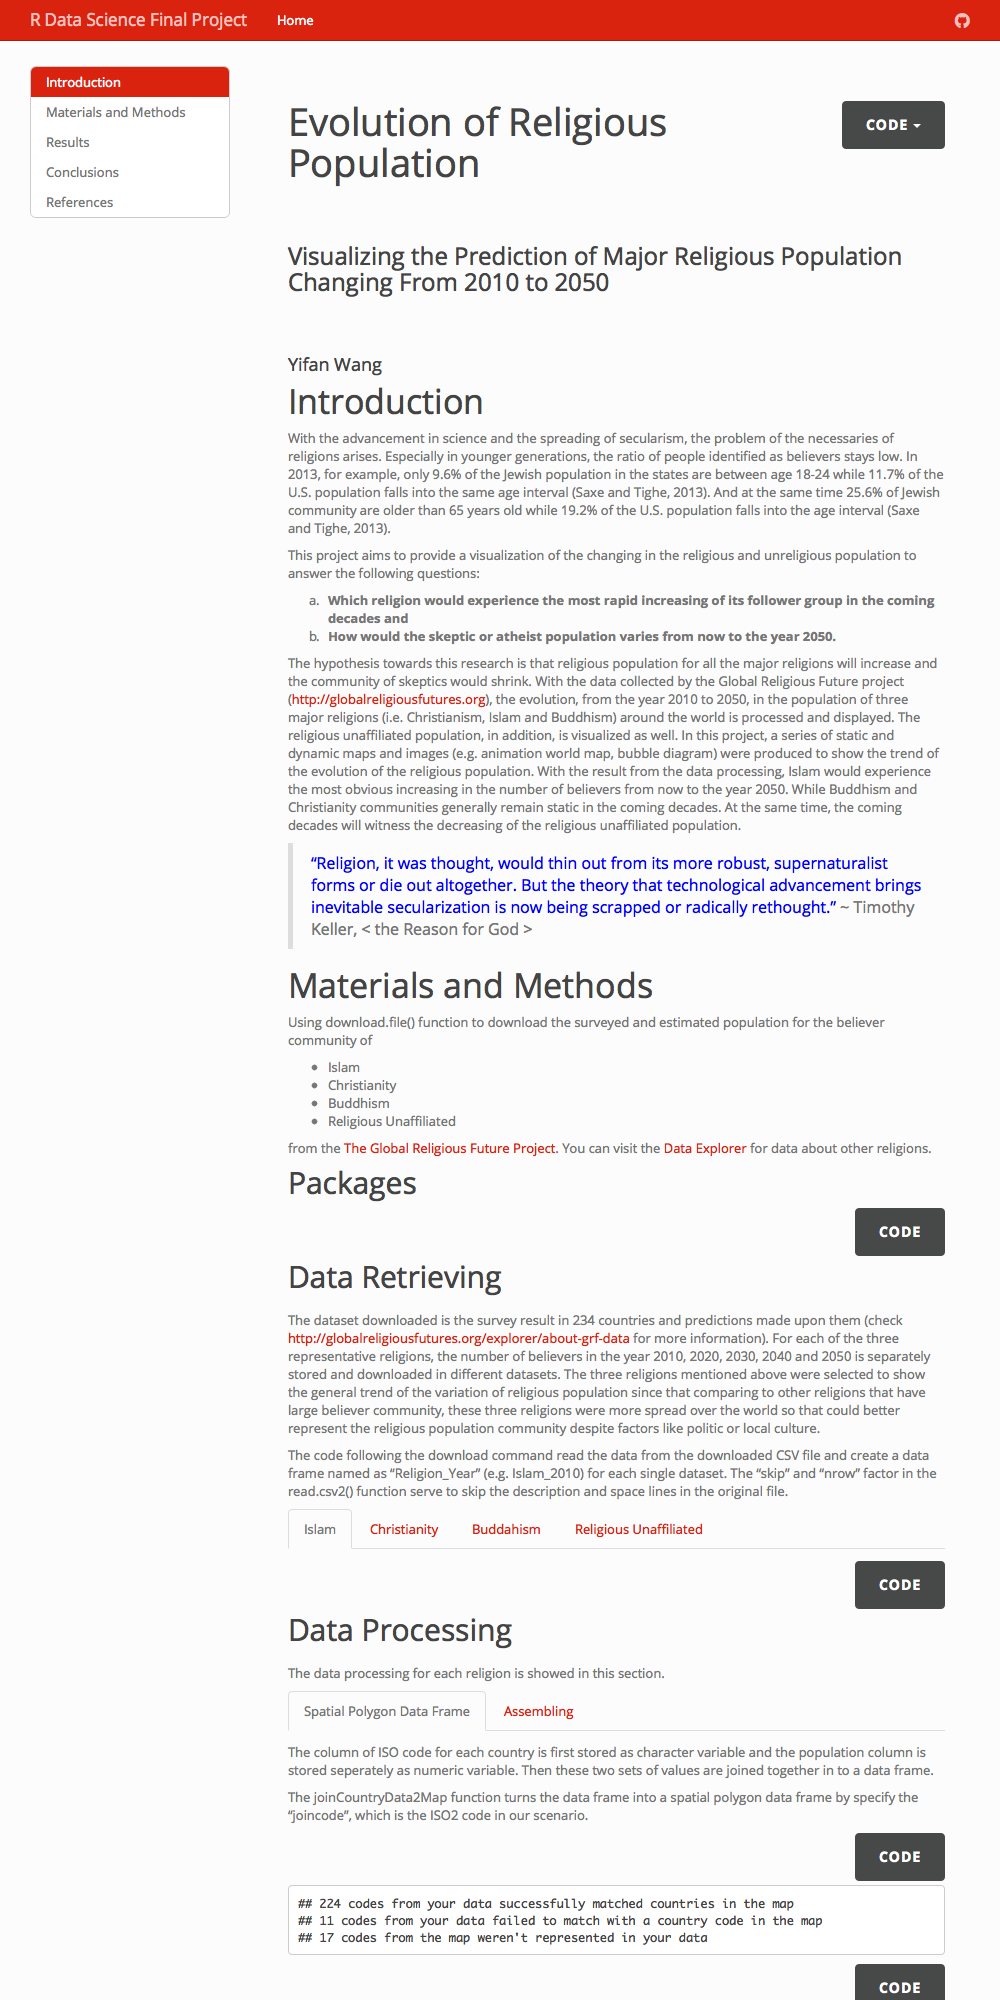 R Data Science Final Project
Home
Introduction
Materials and Methods
Results
Conclusions
References
Evolution of Religious
Population
CODE
Visualizing the Prediction of Major Religious Population
Changing From 2010 to 2050
Yifan Wang
Introduction
With the advancement in science and the spreading of secularism, the problem of the necessaries of
religions arises. Especially in younger generations, the ratio of people identified as believers stays low. In
2013, for example, only 9.6% of the Jewish population in the states are between age 18-24 while 11.7% of the
U.S. population falls into the same age interval (Saxe and Tighe, 2013). And at the same time 25.6% of Jewish
community are older than 65 years old while 19.2% of the U.S. population falls into the age interval (Saxe
and Tighe, 2013).
This project aims to provide a visualization of the changing in the religious and unreligious population to
answer the following questions:
a. Which religion would experience the most rapid increasing of its follower group in the coming
decades and
b. How would the skeptic or atheist population varies from now to the year 2050.
The hypothesis towards this research is that religious population for all the major religions will increase and
the community of skeptics would shrink. With the data collected by the Global Religious Future project
(http://globalreligiousfutures.org), the evolution, from the year 2010 to 2050, in the population of three
major religions (i.e. Christianism, Islam and Buddhism) around the world is processed and displayed. The
religious unaffiliated population, in addition, is visualized as well. In this project, a series of static and
dynamic maps and images (e.g. animation world map, bubble diagram) were produced to show the trend of
the evolution of the religious population. With the result from the data processing, Islam would experience
the most obvious increasing in the number of believers from now to the year 2050. While Buddhism and
Christianity communities generally remain static in the coming decades. At the same time, the coming
decades will witness the decreasing of the religious unaffiliated population.
“Religion, it was thought, would thin out from its more robust, supernaturalist
forms or die out altogether. But the theory that technological advancement brings
inevitable secularization is now being scrapped or radically rethought.” ~ Timothy
Keller, < the Reason for God >
Materials and Methods
Using download.file() function to download the surveyed and estimated population for the believer
community of
• Islam
• Christianity
• Buddhism
• Religious Unaffiliated
from the The Global Religious Future Project. You can visit the Data Explorer for data about other religions.
Packages
CODE
Data Retrieving
The dataset downloaded is the survey result in 234 countries and predictions made upon them (check
http://globalreligiousfutures.org/explorer/about-grf-data for more information). For each of the three
representative religions, the number of believers in the year 2010, 2020, 2030, 2040 and 2050 is separately
stored and downloaded in different datasets. The three religions mentioned above were selected to show
the general trend of the variation of religious population since that comparing to other religions that have
large believer community, these three religions were more spread over the world so that could better
represent the religious population community despite factors like politic or local culture.
The code following the download command read the data from the downloaded CSV file and create a data
frame named as “Religion_Year” (e.g. Islam_2010) for each single dataset. The “skip” and “nrow” factor in the
read.csv2() function serve to skip the description and space lines in the original file.
Islam Christianity Buddahism Religious Unaffiliated
CODE
Data Processing
The data processing for each religion is showed in this section.
Spatial Polygon Data Frame Assembling
The column of ISO code for each country is first stored as character variable and the population column is
stored seperately as numeric variable. Then these two sets of values are joined together in to a data frame.
The joinCountryData2Map function turns the data frame into a spatial polygon data frame by specify the
“joincode”, which is the ISO2 code in our scenario.
CODE
## 224 codes from your data successfully matched countries in the map
## 11 codes from your data failed to match with a country code in the map
## 17 codes from the map weren't represented in your data
CODE